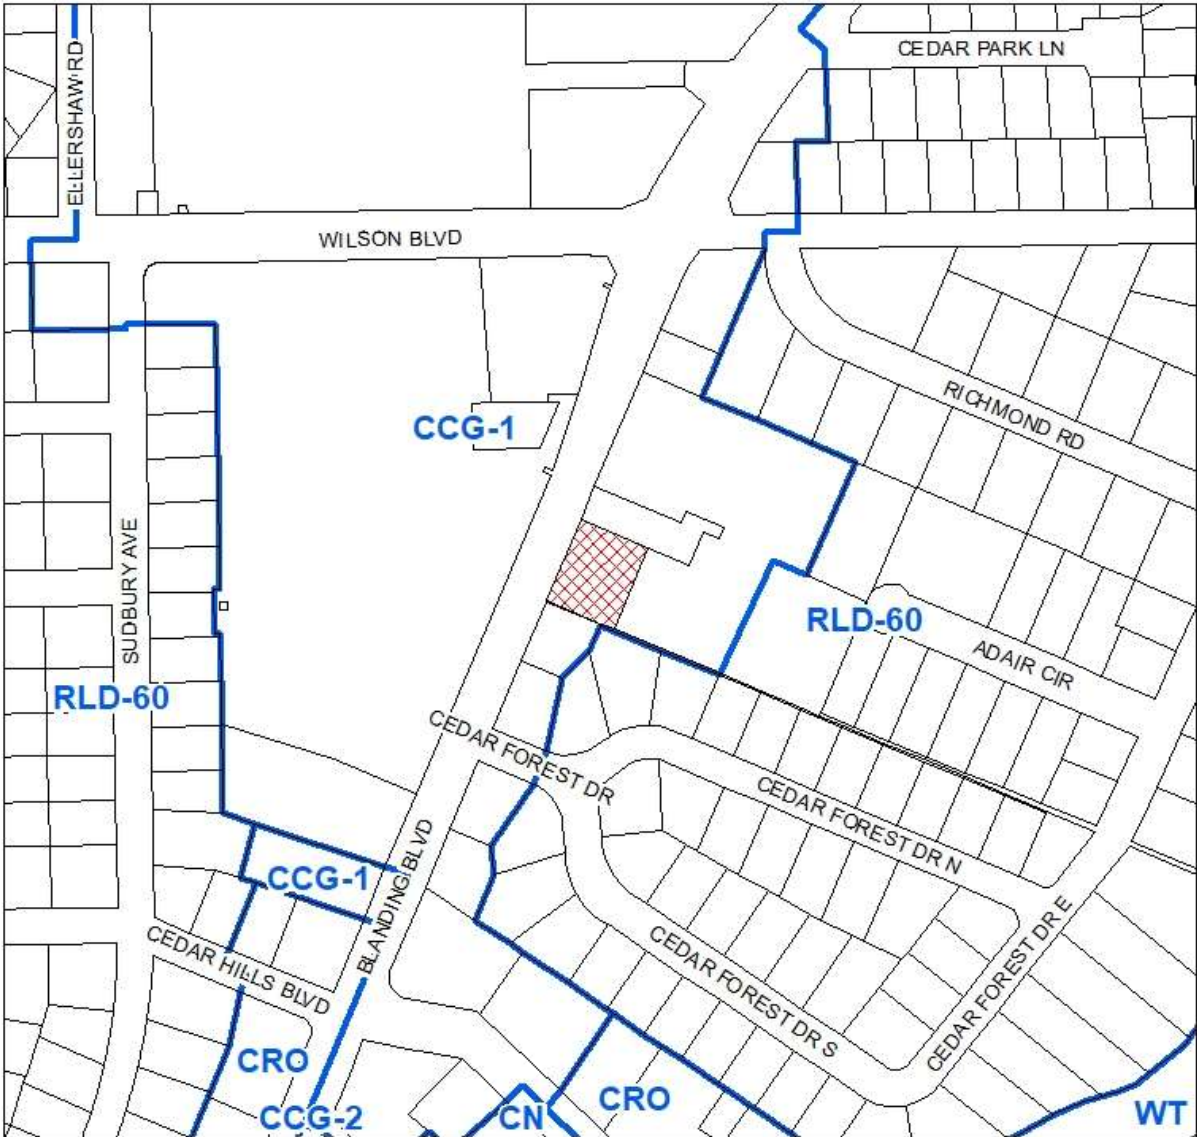 CEDAR PARK LN
ELLERSHAW RD
WILSON BLVD
RICHMOND RD
CCG-1
SUDBURY AVE
RLD-60
ADAIR CIR
RLD-60
CEDAR FOREST DR
CEDAR FOREST DR N
BLANDING BLVD
CCG-1
CEDAR HILLS BLVD
CEDAR FOREST DR S
CEDAR FOREST DR E
CRO
CCG-2
CN
CRO
WT